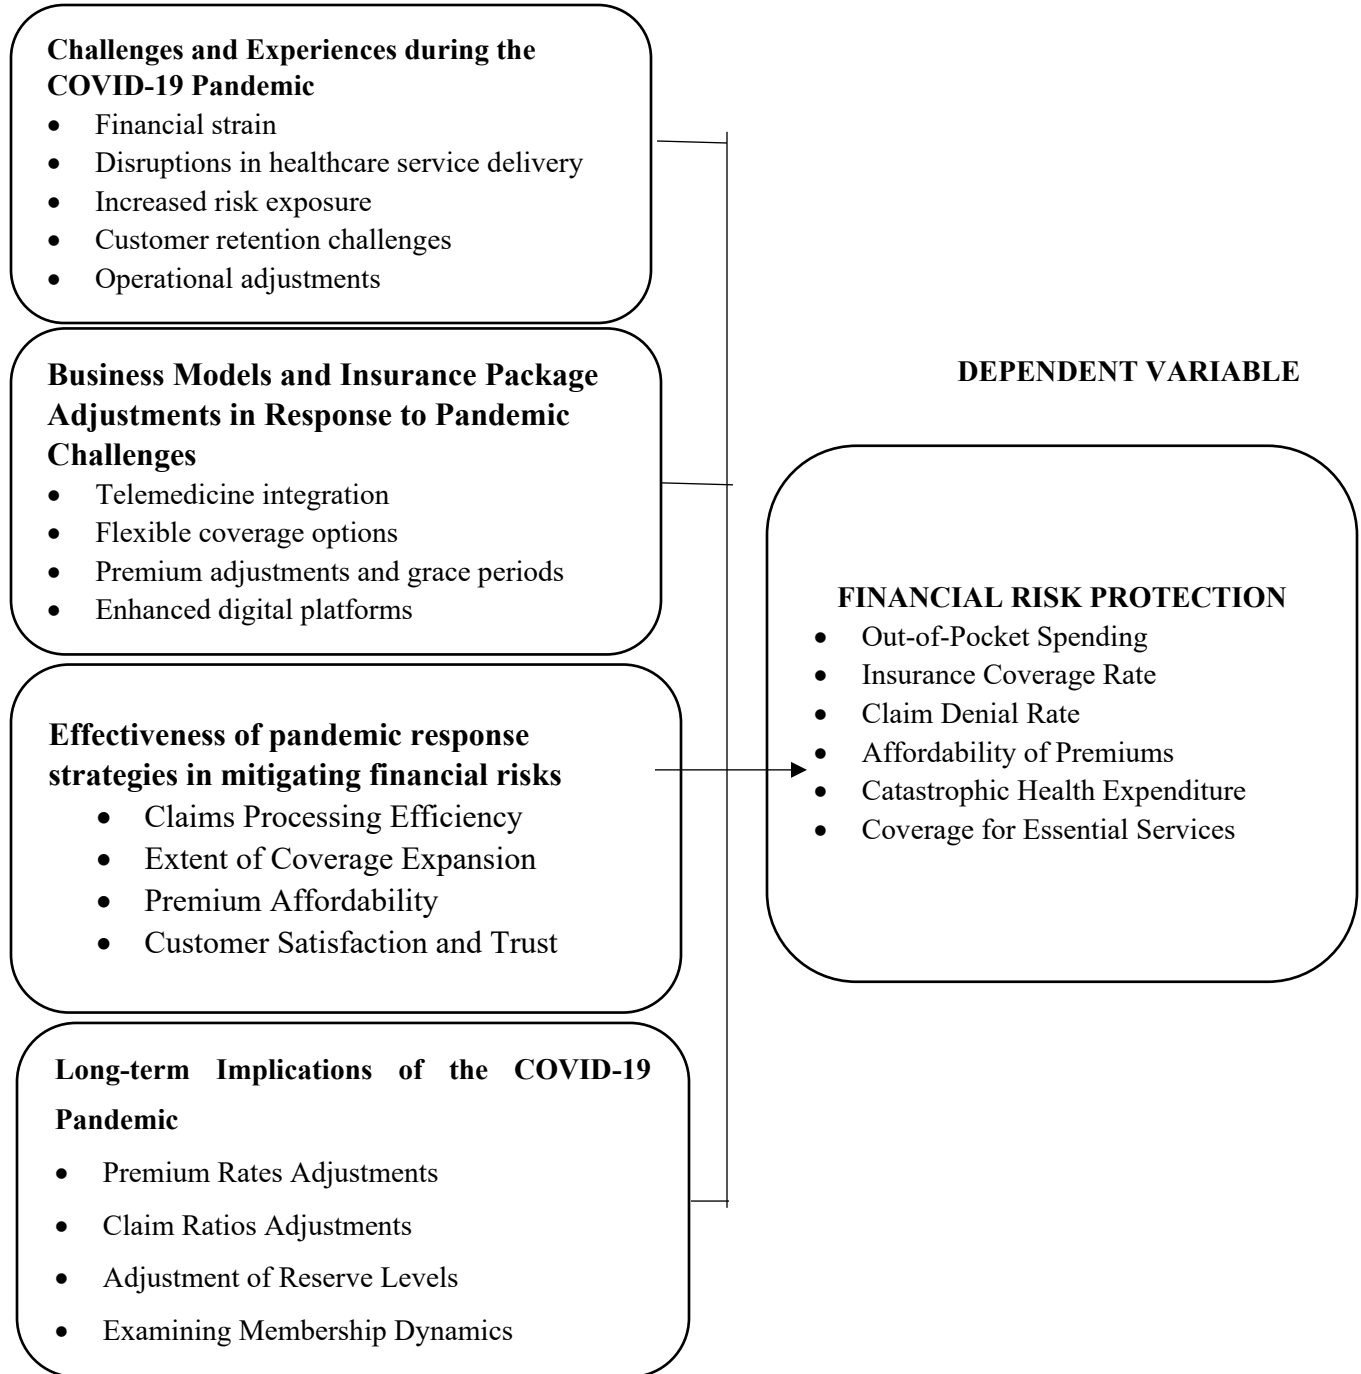 Challenges and Experiences during the
COVID-19 Pandemic
• Financial strain
• Disruptions in healthcare service delivery
• Increased risk exposure
• Customer retention challenges
• Operational adjustments
Business Models and Insurance Package
Adjustments in Response to Pandemic
Challenges
• Telemedicine integration
• Flexible coverage options
• Premium adjustments and grace periods
• Enhanced digital platforms
Effectiveness of pandemic response
strategies in mitigating financial risks
• Claims Processing Efficiency
• Extent of Coverage Expansion
• Premium Affordability
• Customer Satisfaction and Trust
Long-term Implications of the COVID-19
Pandemic
• Premium Rates Adjustments
• Claim Ratios Adjustments
• Adjustment of Reserve Levels
• Examining Membership Dynamics
DEPENDENT VARIABLE
FINANCIAL RISK PROTECTION
• Out-of-Pocket Spending
• Insurance Coverage Rate
• Claim Denial Rate
• Affordability of Premiums
• Catastrophic Health Expenditure
• Coverage for Essential Services